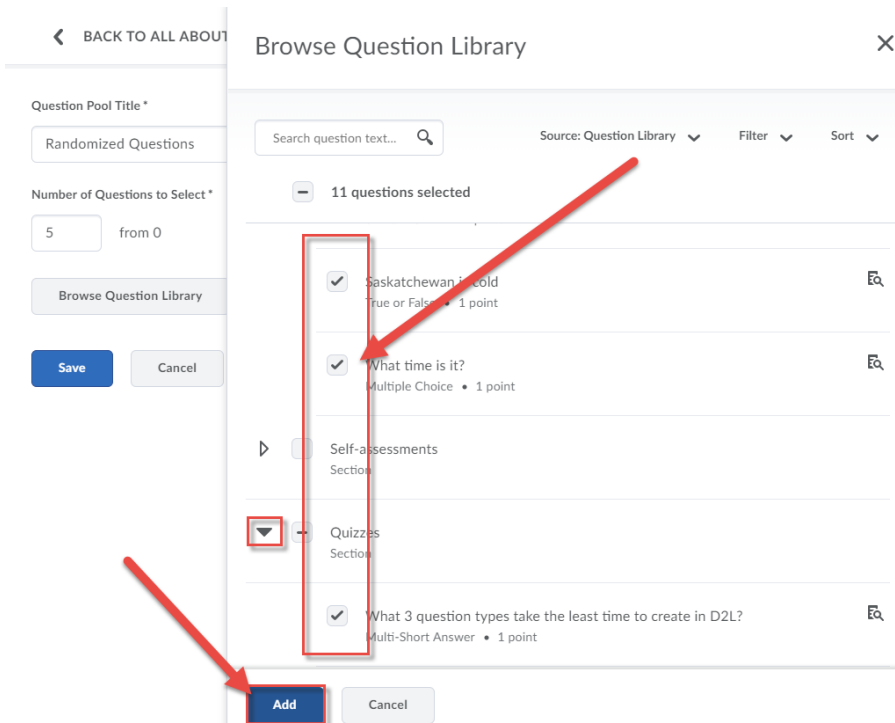 BACK TO ALL ABOUT
Question Pool Title *
Randomized Questions
Number of Questions to Select *
5 from 0
Browse Question Library
Save Cancel
Browse Question Library
Search question text...
Source: Question Library Filter Sort
11 questions selected
Saskatchewan is cold
True or False • 1 point
What time is it?
Multiple Choice • 1 point
Self-assessments
Section
Quizzes
Section
What 3 question types take the least time to create in D2L?
Multi-Short Answer • 1 point
Add Cancel